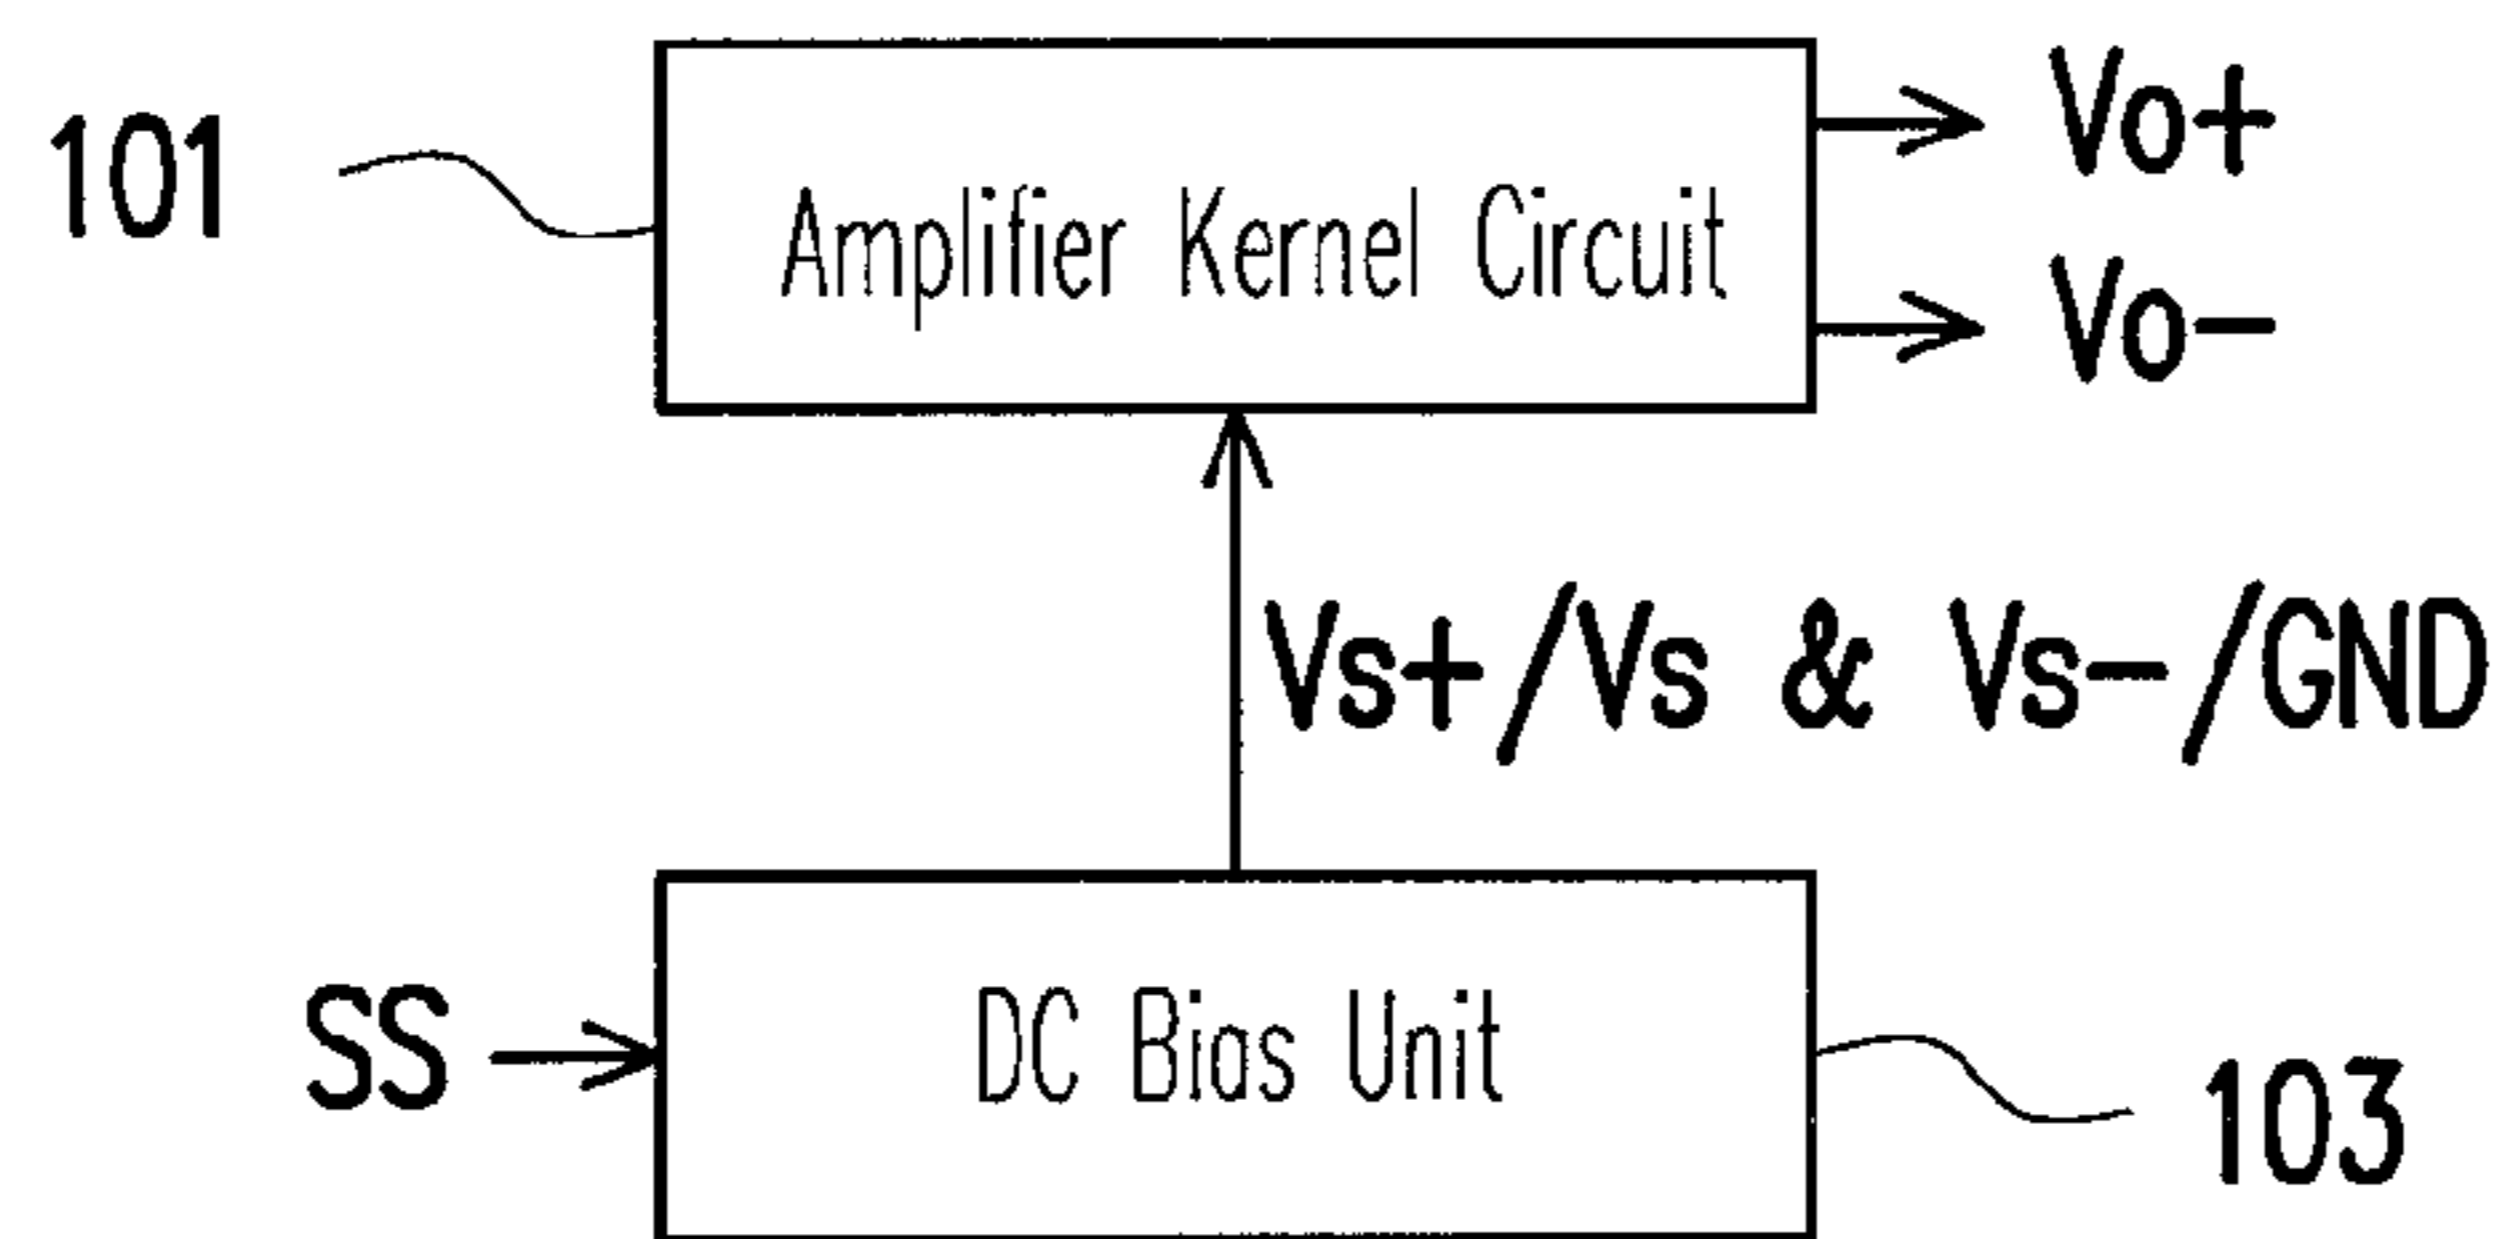 101
Amplifier Kernel Circuit
Vo+
Vo-
Vs+/Vs & Vs-/GND
SS
DC Bias Unit
103